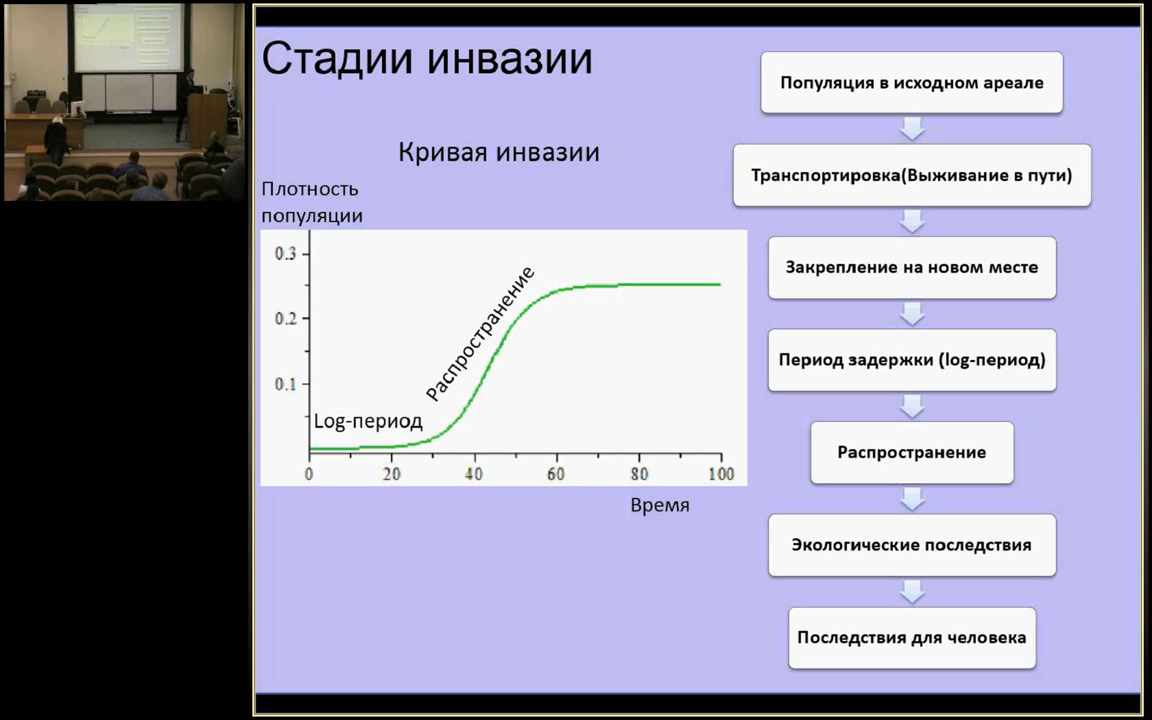 Стадии инвазии
Кривая инвазии
Плотность
популяции
0.3
0.2
0.1
Распространение
Log-период
0 20 40 60 80 100
Время
Популяция в исходном ареале
Транспортировка(Выживание в пути)
Закрепление на новом месте
Период задержки (log-период)
Распространение
Экологические последствия
Последствия для человека